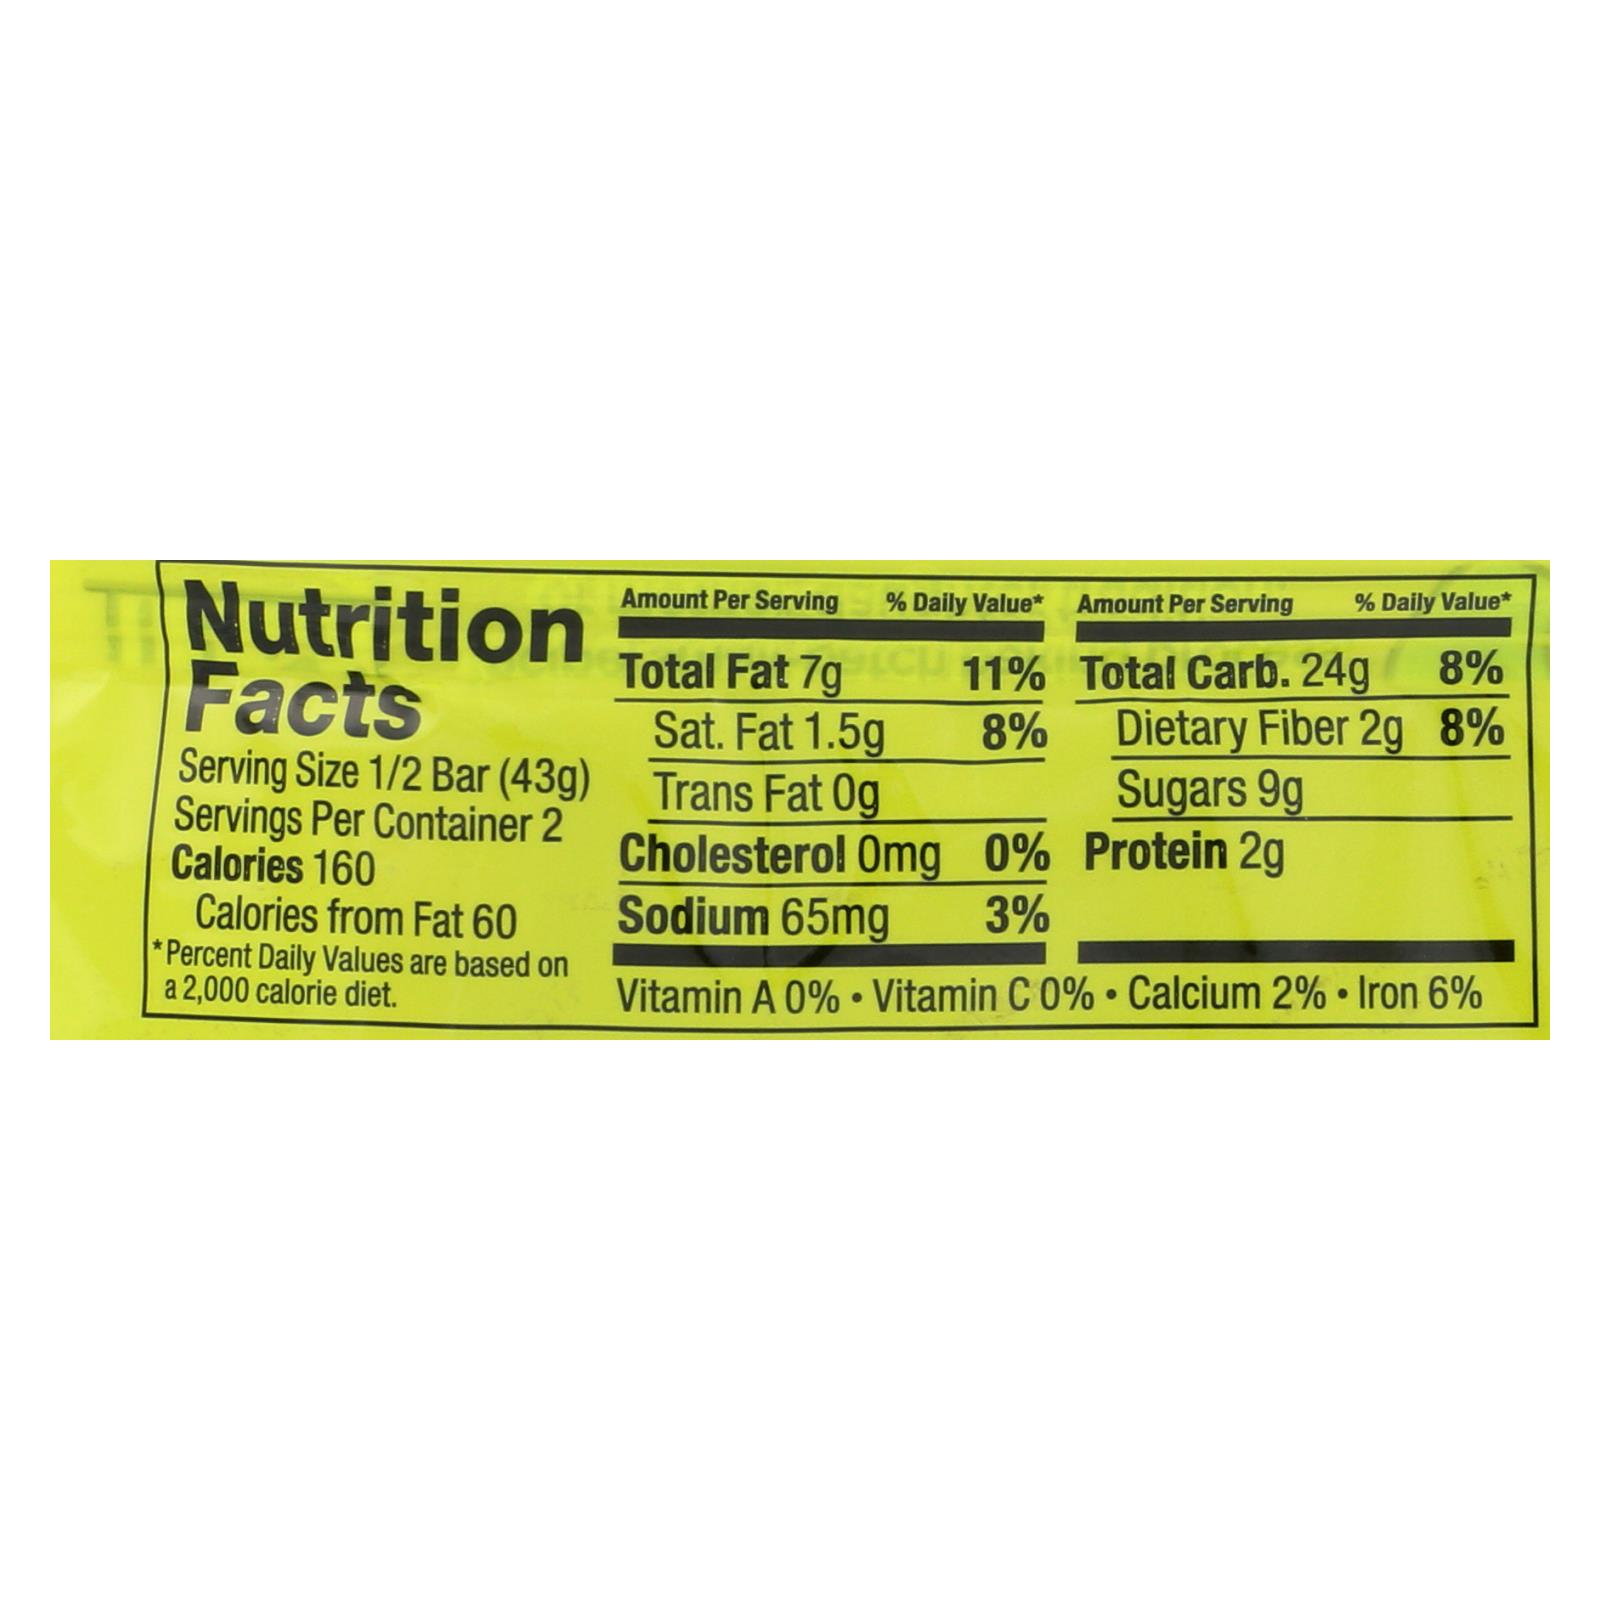 Nutrition
Facts
Serving Size 1/2 Bar (43g)
Servings Per Container 2
Calories 160
Calories from Fat 60
*Percent Daily Values are based on
a 2,000 calorie diet.
Amount Per Serving % Daily Value*
Total Fat 7g 11%
Sat. Fat 1.5g 8%
Trans Fat 0g
Cholesterol 0mg 0%
Sodium 65mg 3%
Amount Per Serving % Daily Value*
Total Carb. 24g 8%
Dietary Fiber 2g 8%
Sugars 9g
Protein 2g
Vitamin A 0% • Vitamin C 0% • Calcium 2% • Iron 6%